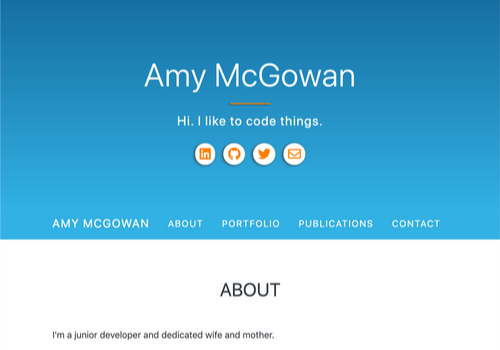 Amy McGowan
Hi. I like to code things.
AMY MCGOWAN ABOUT PORTFOLIO PUBLICATIONS CONTACT
ABOUT
I'm a junior developer and dedicated wife and mother.